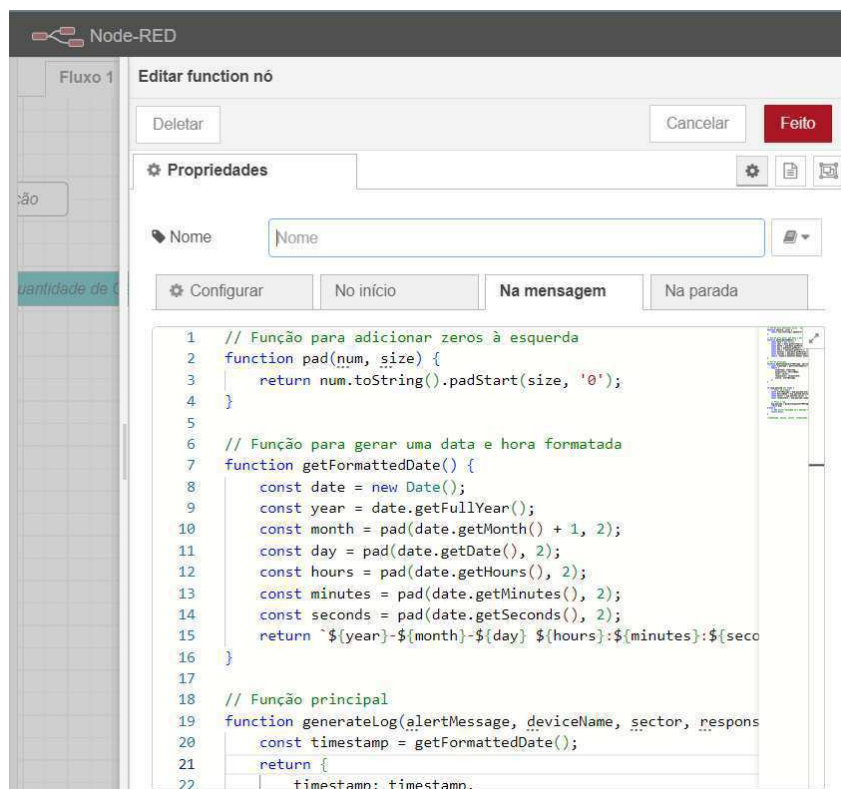 Node-RED
Fluxo 1
Editar function nó
Deletar
Cancelar
Feito
Propriedades
ção
Nome
Nome
uantidade de
Configurar
No início
Na mensagem
Na parada
1 // Função para adicionar zeros à esquerda
2 function pad(num, size) {
3 return num.toString().padStart(size, '0');
4 }
5
6 // Função para gerar uma data e hora formatada
7 function getFormattedDate() {
8 const date = new Date();
9 const year = date.getFullYear();
10 const month = pad(date.getMonth() + 1, 2);
11 const day = pad(date.getDate(), 2);
12 const hours = pad(date.getHours(), 2);
13 const minutes = pad(date.getMinutes(), 2);
14 const seconds = pad(date.getSeconds(), 2);
15 return `${year}-${month}-${day} ${hours}:${minutes}:${seco
16 }
17
18 // Função principal
19 function generateLog(alertMessage, deviceName, sector, respons
20 const timestamp = getFormattedDate();
21 return {
22 timestamp: timestamp,